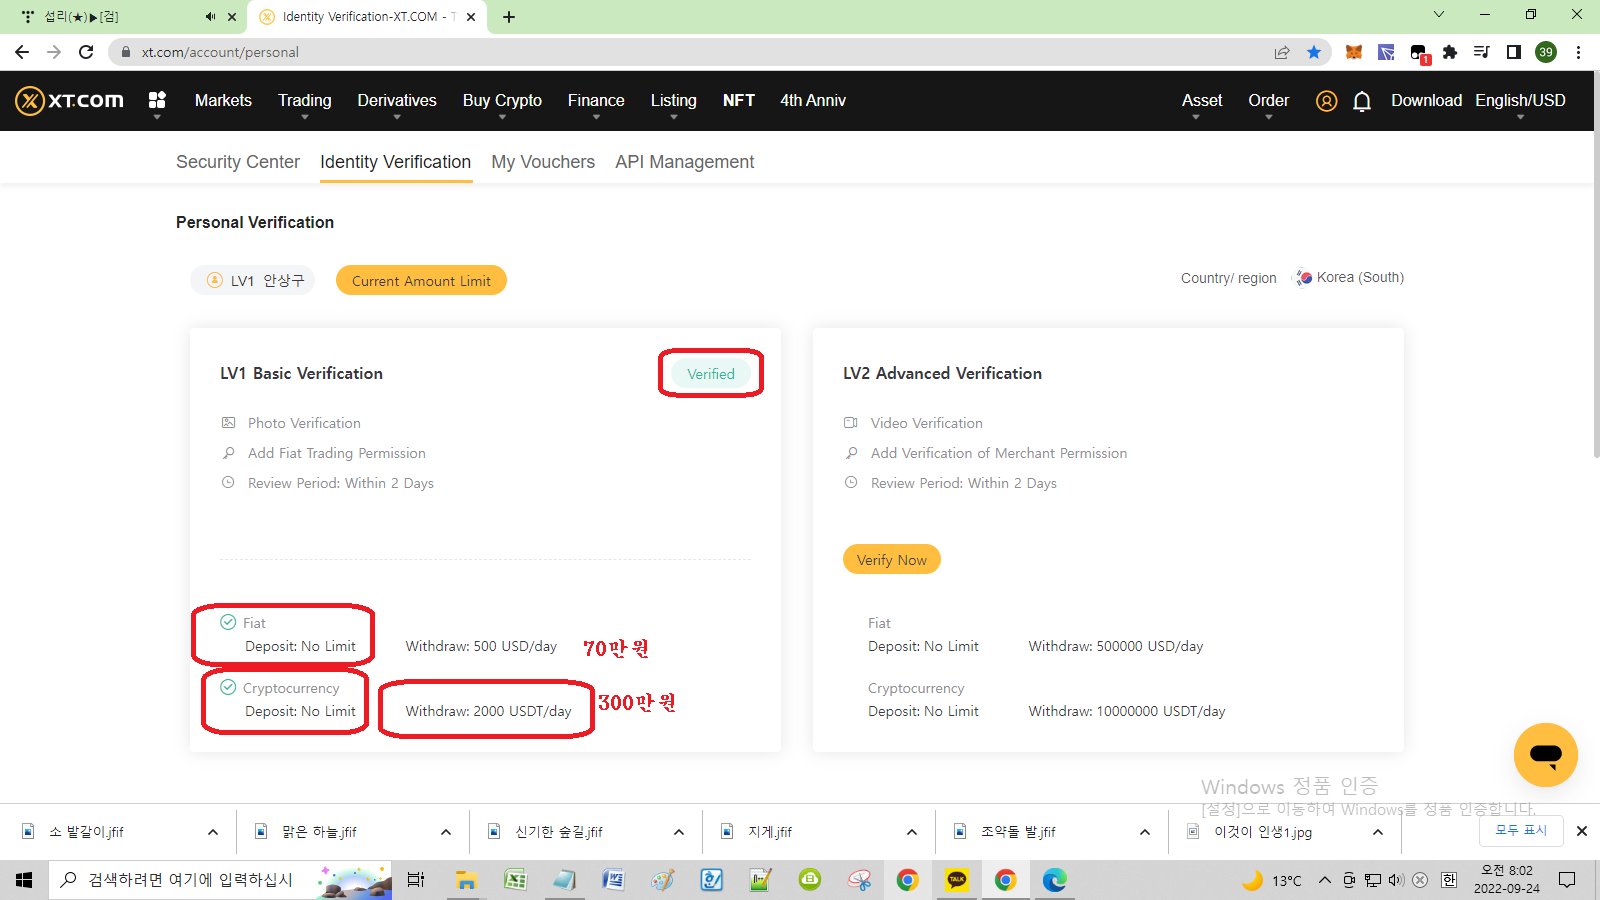 섭리(★)▶[검]
Identity Verification-XT.COM - T
xt.com/account/personal
1
39
XT.COM Markets Trading Derivatives Buy Crypto Finance Listing NFT 4th Anniv Asset Order Download English/USD
Security Center Identity Verification My Vouchers API Management
Personal Verification
LV1 안상구 Current Amount Limit Country/ region Korea (South)
LV1 Basic Verification Verified
Photo Verification
Add Fiat Trading Permission
Review Period: Within 2 Days
Fiat
Deposit: No Limit Withdraw: 500 USD/day 70만원
Cryptocurrency
Deposit: No Limit Withdraw: 2000 USDT/day 300만원
LV2 Advanced Verification
Video Verification
Add Verification of Merchant Permission
Review Period: Within 2 Days
Verify Now
Fiat
Deposit: No Limit Withdraw: 500000 USD/day
Cryptocurrency
Deposit: No Limit Withdraw: 10000000 USDT/day
Windows 정품 인증
[설정]으로 이동하여 Windows를 정품 인증합니다.
소 밭갈이.jfif 맑은 하늘.jfif 신기한 숲길.jfif 지게.jfif 조약돌 발.jfif 이것이 인생1.jpg 모두 표시
검색하려면 여기에 입력하십시
TALK
13°C
한
오전 8:02
2022-09-24